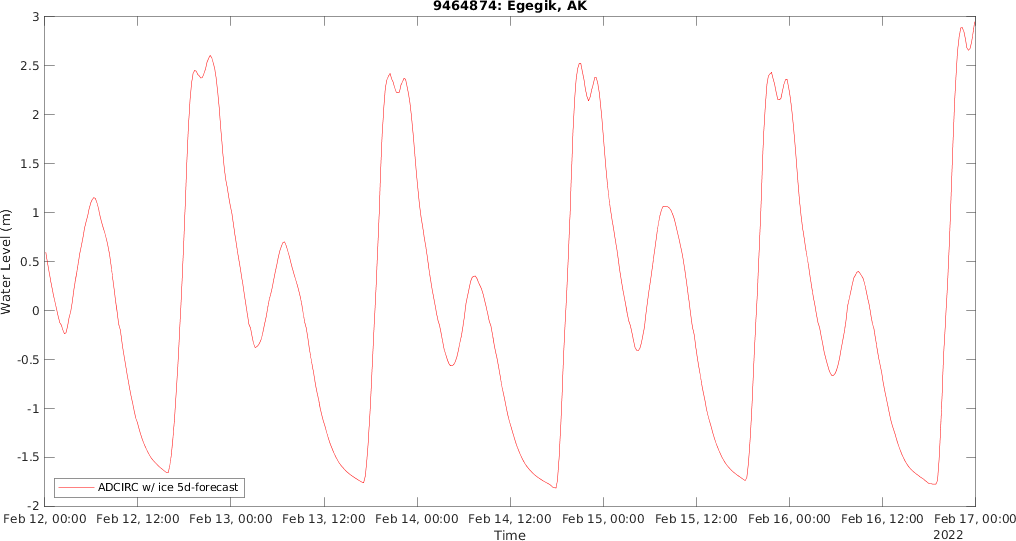 9464874: Egegik, AK
3
2.5
2
1.5
1
0.5
0
-0.5
-1
-1.5
-2
Water Level (m)
ADCIRC w/ ice 5d-forecast
Feb 12, 00:00 Feb 12, 12:00 Feb 13, 00:00 Feb 13, 12:00 Feb 14, 00:00 Feb 14, 12:00 Feb 15, 00:00 Feb 15, 12:00 Feb 16, 00:00 Feb 16, 12:00 Feb 17, 00:00
Time
2022